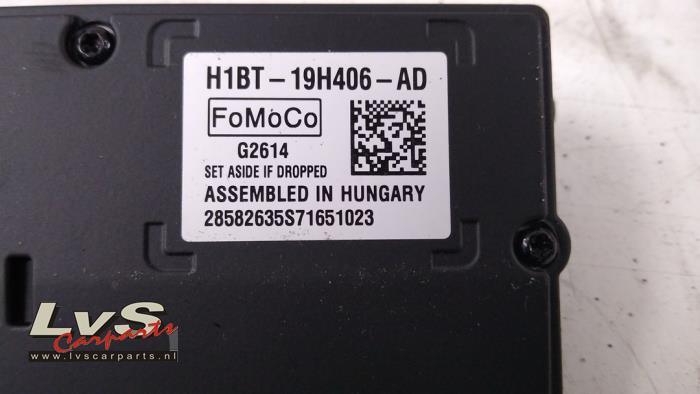 H1BT-19H406-AD
FoMoCo
G2614
SET ASIDE IF DROPPED
ASSEMBLED IN HUNGARY
28582635S71651023
LvS
Carparts
www.lvscarparts.nl